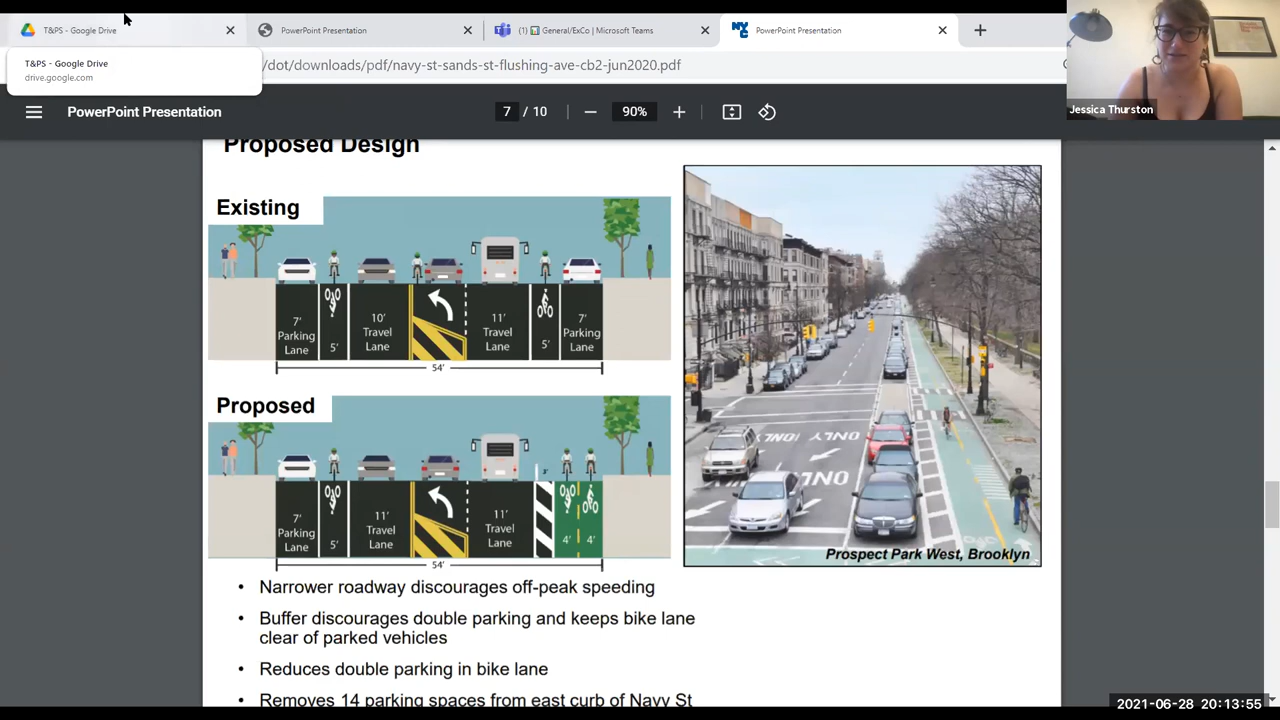 T&PS - Google Drive
PowerPoint Presentation
(1) General/ExCo | Microsoft Teams
NYC
PowerPoint Presentation
T&PS - Google Drive
drive.google.com
/dot/downloads/pdf/navy-st-sands-st-flushing-ave-cb2-jun2020.pdf
PowerPoint Presentation
7 / 10
90%
Jessica Thurston
Proposed Design
Existing
7'
Parking
Lane
5'
10'
Travel
Lane
11'
Travel
Lane
5'
7'
Parking
Lane
54'
Proposed
3'
7'
Parking
Lane
5'
11'
Travel
Lane
11'
Travel
Lane
4'
4'
54'
ONLY
ONLY
ONLY
Prospect Park West, Brooklyn
• Narrower roadway discourages off-peak speeding
• Buffer discourages double parking and keeps bike lane
clear of parked vehicles
• Reduces double parking in bike lane
• Removes 14 parking spaces from east curb of Navy St
2021-06-28 20:13:55